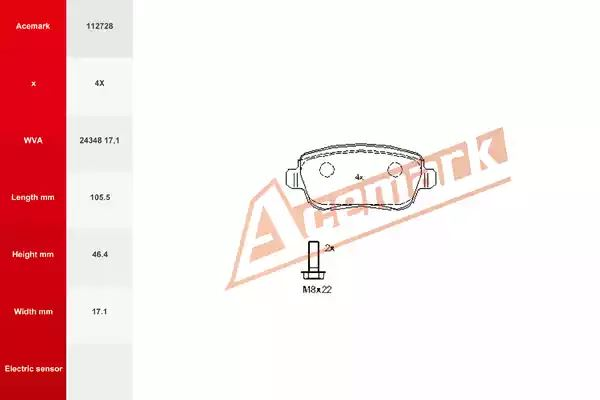 Acemark 112728
x 4X
WVA 24348 17.1
Length mm 105.5
Height mm 46.4
Width mm 17.1
Electric sensor
Acemark
4x
2x
M8x22